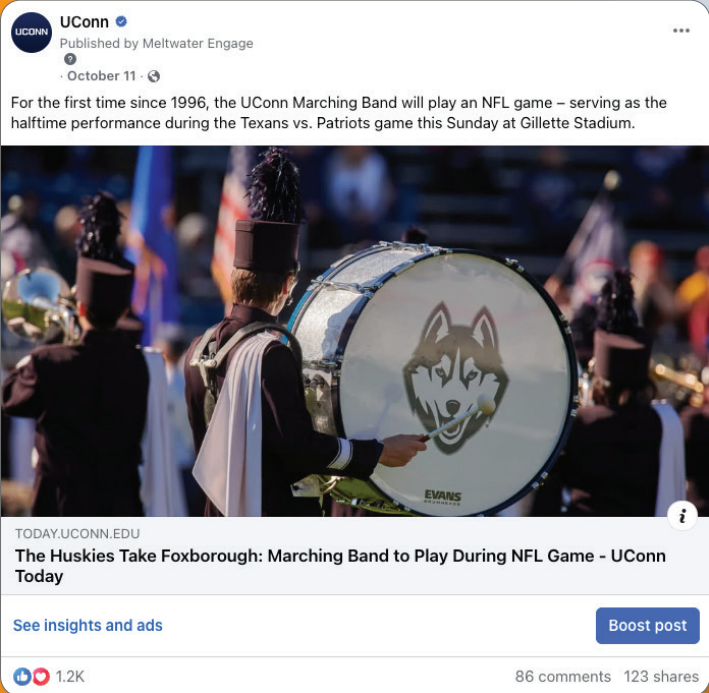 UCONN
UConn
Published by Meltwater Engage
· October 11 ·
For the first time since 1996, the UConn Marching Band will play an NFL game – serving as the
halftime performance during the Texans vs. Patriots game this Sunday at Gillette Stadium.
EVANS
DRUMHEADS
TODAY.UCONN.EDU
The Huskies Take Foxborough: Marching Band to Play During NFL Game - UConn
Today
See insights and ads
Boost post
1.2K
86 comments 123 shares